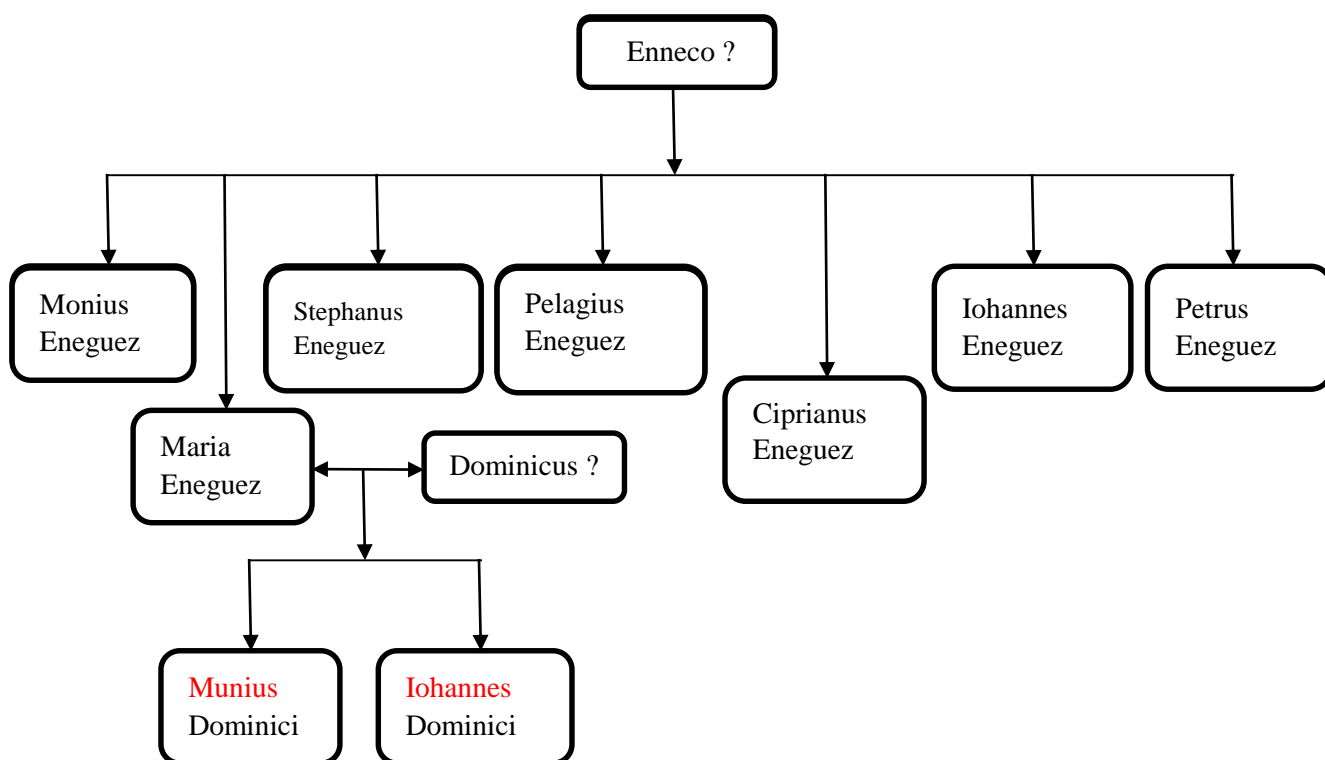 Enneco ?
Monius
Eneguez
Stephanus
Eneguez
Pelagius
Eneguez
Iohannes
Eneguez
Petrus
Eneguez
Ciprianus
Eneguez
Maria
Eneguez
Dominicus ?
Munius
Dominici
Iohannes
Dominici